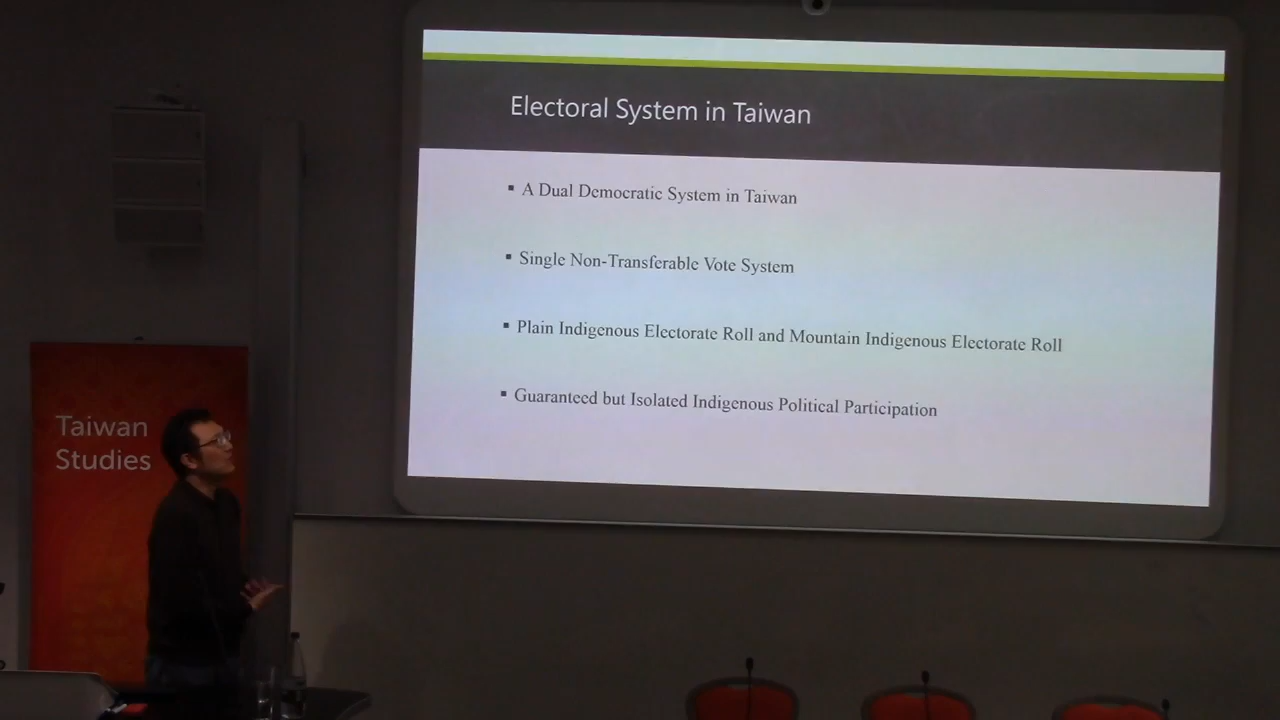 Electoral System in Taiwan
▪ A Dual Democratic System in Taiwan
▪ Single Non-Transferable Vote System
▪ Plain Indigenous Electorate Roll and Mountain Indigenous Electorate Roll
▪ Guaranteed but Isolated Indigenous Political Participation
Taiwan
Studies